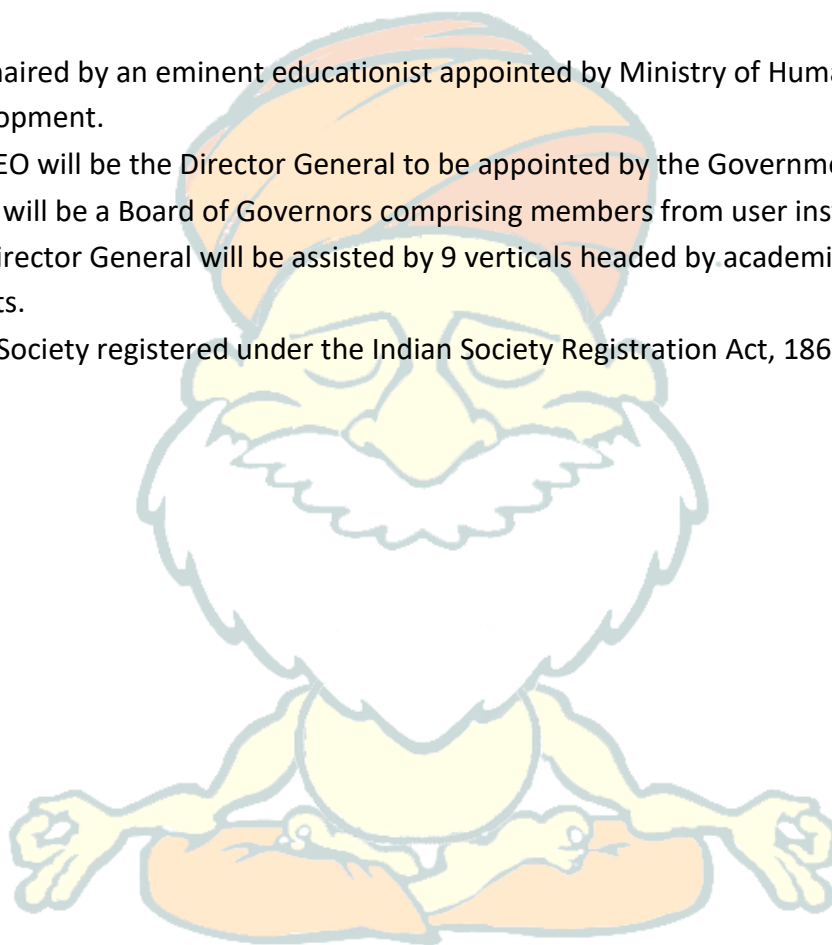 haired by an eminent educationist appointed by Ministry of Huma
opment.
EO will be the Director General to be appointed by the Governme
will be a Board of Governors comprising members from user inst
irector General will be assisted by 9 verticals headed by academi
ts.
Society registered under the Indian Society Registration Act, 186